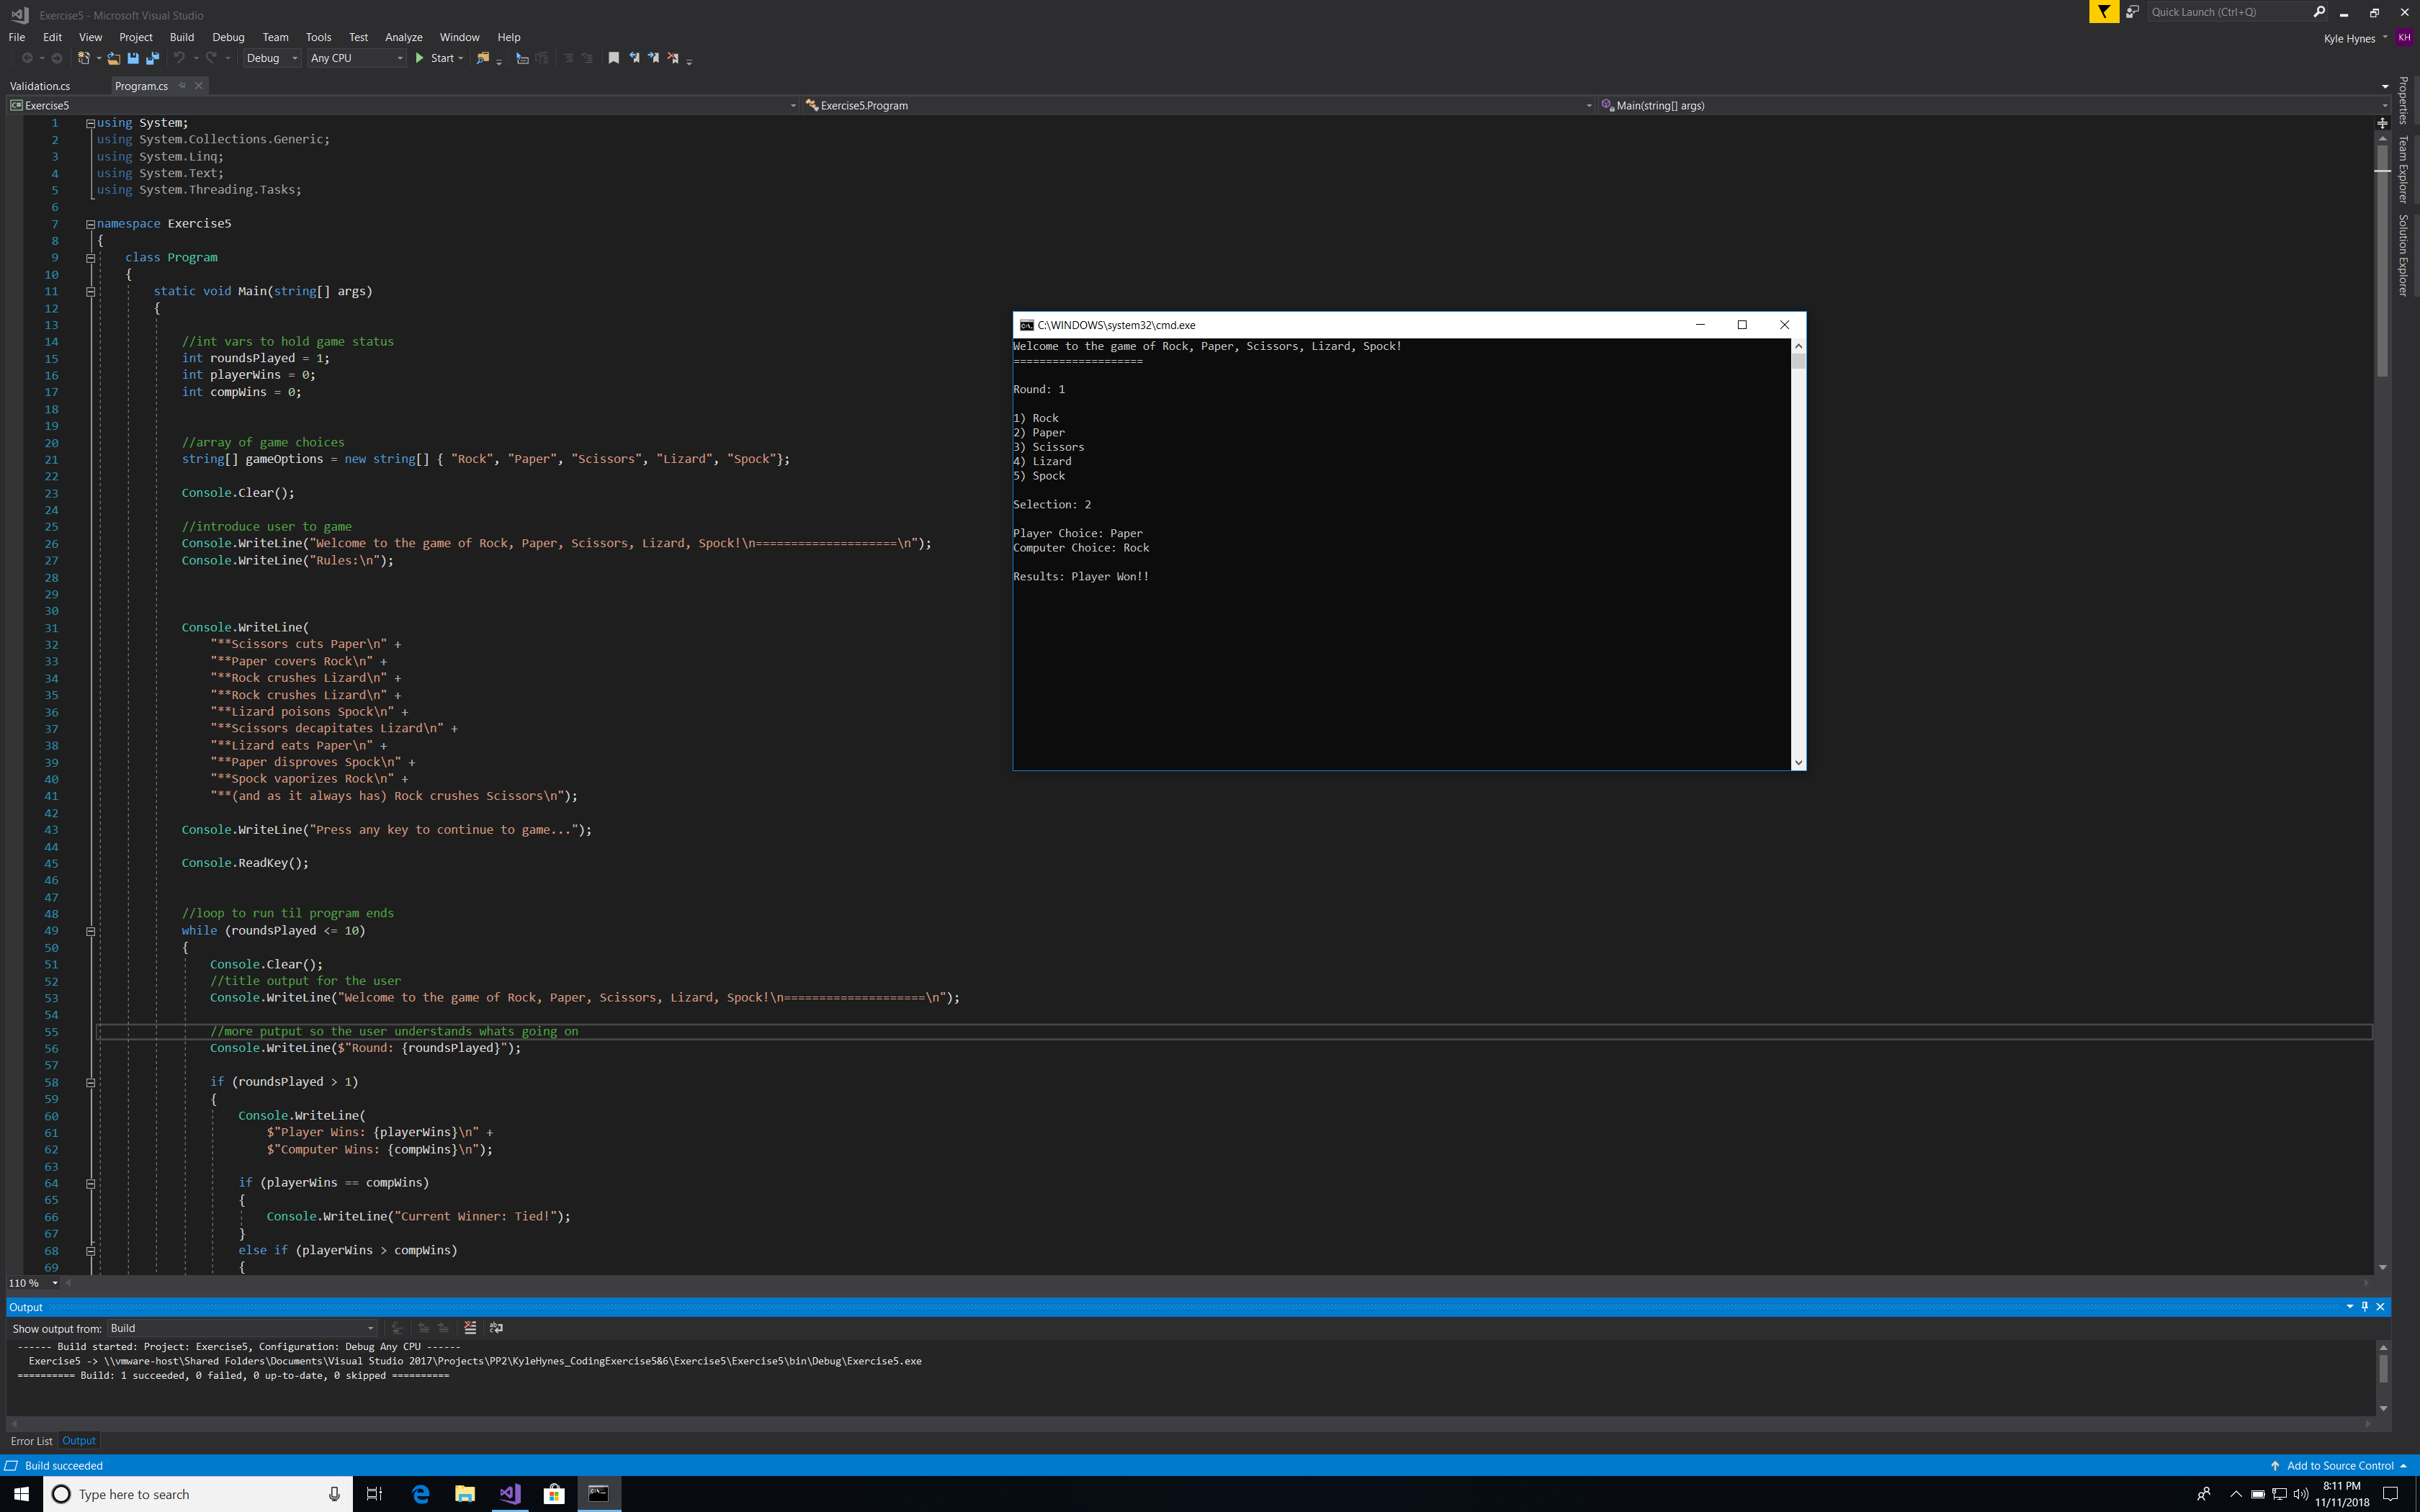 Exercise5 - Microsoft Visual Studio
Quick Launch (Ctrl+Q)
File Edit View Project Build Debug Team Tools Test Analyze Window Help
Kyle Hynes KH
Debug Any CPU Start
Validation.cs Program.cs
Exercise5 Exercise5.Program Main(string[] args)
1 using System;
2 using System.Collections.Generic;
3 using System.Linq;
4 using System.Text;
5 using System.Threading.Tasks;
6
7 namespace Exercise5
8 {
9 class Program
10 {
11 static void Main(string[] args)
12 {
13
14 //int vars to hold game status
15 int roundsPlayed = 1;
16 int playerWins = 0;
17 int compWins = 0;
18
19
20 //array of game choices
21 string[] gameOptions = new string[] { "Rock", "Paper", "Scissors", "Lizard", "Spock"};
22
23 Console.Clear();
24
25 //introduce user to game
26 Console.WriteLine("Welcome to the game of Rock, Paper, Scissors, Lizard, Spock!\n====================\n");
27 Console.WriteLine("Rules:\n");
28
29
30
31 Console.WriteLine(
32 "**Scissors cuts Paper\n" +
33 "**Paper covers Rock\n" +
34 "**Rock crushes Lizard\n" +
35 "**Rock crushes Lizard\n" +
36 "**Lizard poisons Spock\n" +
37 "**Scissors decapitates Lizard\n" +
38 "**Lizard eats Paper\n" +
39 "**Paper disproves Spock\n" +
40 "**Spock vaporizes Rock\n" +
41 "**(and as it always has) Rock crushes Scissors\n");
42
43 Console.WriteLine("Press any key to continue to game...");
44
45 Console.ReadKey();
46
47
48 //loop to run til program ends
49 while (roundsPlayed <= 10)
50 {
51 Console.Clear();
52 //title output for the user
53 Console.WriteLine("Welcome to the game of Rock, Paper, Scissors, Lizard, Spock!\n====================\n");
54
55 //more putput so the user understands whats going on
56 Console.WriteLine($"Round: {roundsPlayed}");
57
58 if (roundsPlayed > 1)
59 {
60 Console.WriteLine(
61 $"Player Wins: {playerWins}\n" +
62 $"Computer Wins: {compWins}\n");
63
64 if (playerWins == compWins)
65 {
66 Console.WriteLine("Current Winner: Tied!");
67 }
68 else if (playerWins > compWins)
69 {
C:\WINDOWS\system32\cmd.exe
Welcome to the game of Rock, Paper, Scissors, Lizard, Spock!
====================
Round: 1
1) Rock
2) Paper
3) Scissors
4) Lizard
5) Spock
Selection: 2
Player Choice: Paper
Computer Choice: Rock
Results: Player Won!!
Properties
Team Explorer
Solution Explorer
110 %
Output
Show output from: Build
------ Build started: Project: Exercise5, Configuration: Debug Any CPU ------
Exercise5 -> \\vmware-host\Shared Folders\Documents\Visual Studio 2017\Projects\PP2\KyleHynes_CodingExercise5&6\Exercise5\Exercise5\bin\Debug\Exercise5.exe
========== Build: 1 succeeded, 0 failed, 0 up-to-date, 0 skipped ==========
Error List Output
Build succeeded
Add to Source Control
Type here to search
8:11 PM
11/11/2018